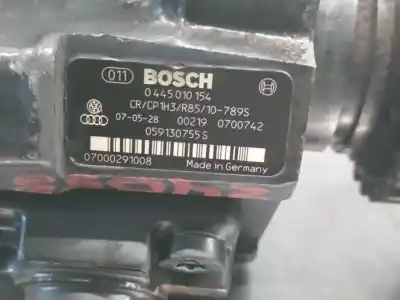 011 BOSCH
0 445 010 154
CR/CP1H3/R85/10-789S
07-05-28 00219 0700742
059130755 S
07000291008 Made in Germany